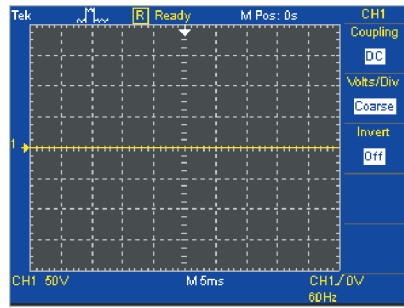 Tek R Ready M Pos: 0s CH1
Coupling
DC
Volts/Div
Coarse
Invert
Off
1
CH1 50V M 5ms CH1 / 0V
60Hz